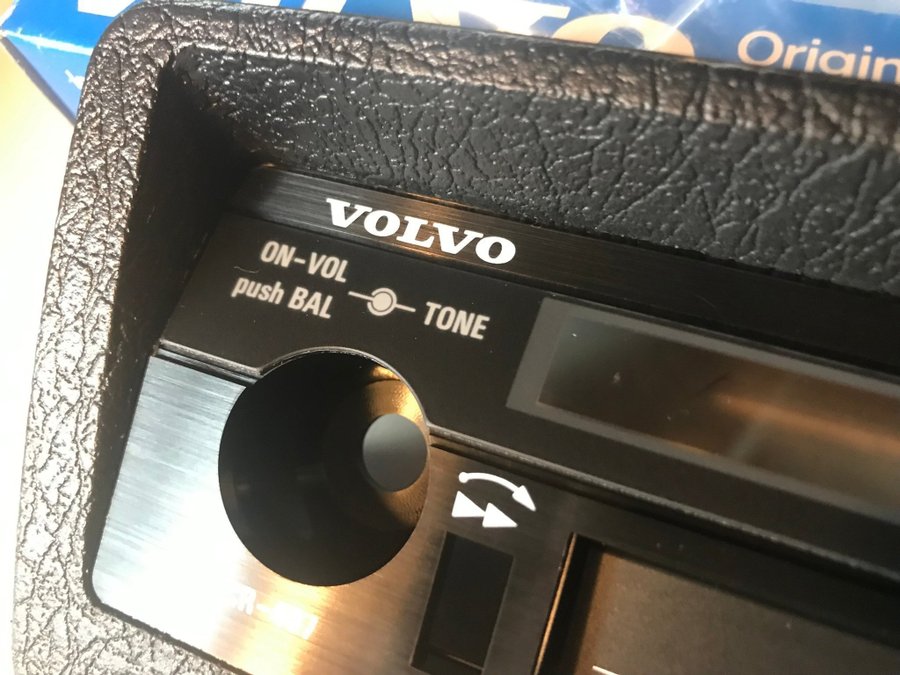 Origin
VOLVO
ON-VOL
push BAL
TONE